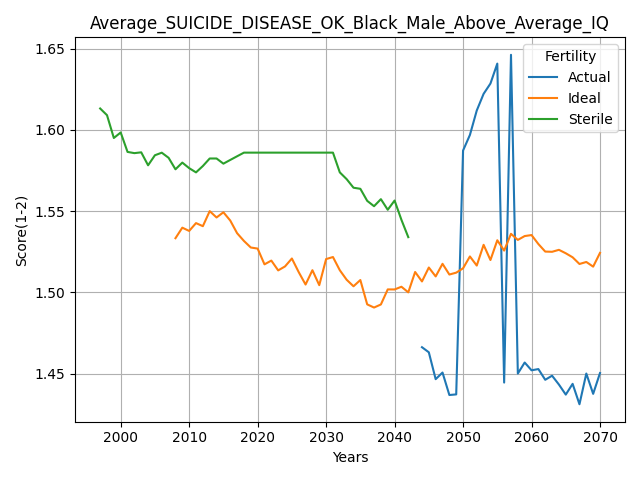 Average_SUICIDE_DISEASE_OK_Black_Male_Above_Average_IQ
Fertility
Actual
Ideal
Sterile
1.65
1.60
1.55
1.50
1.45
Score(1-2)
2000 2010 2020 2030 2040 2050 2060 2070
Years